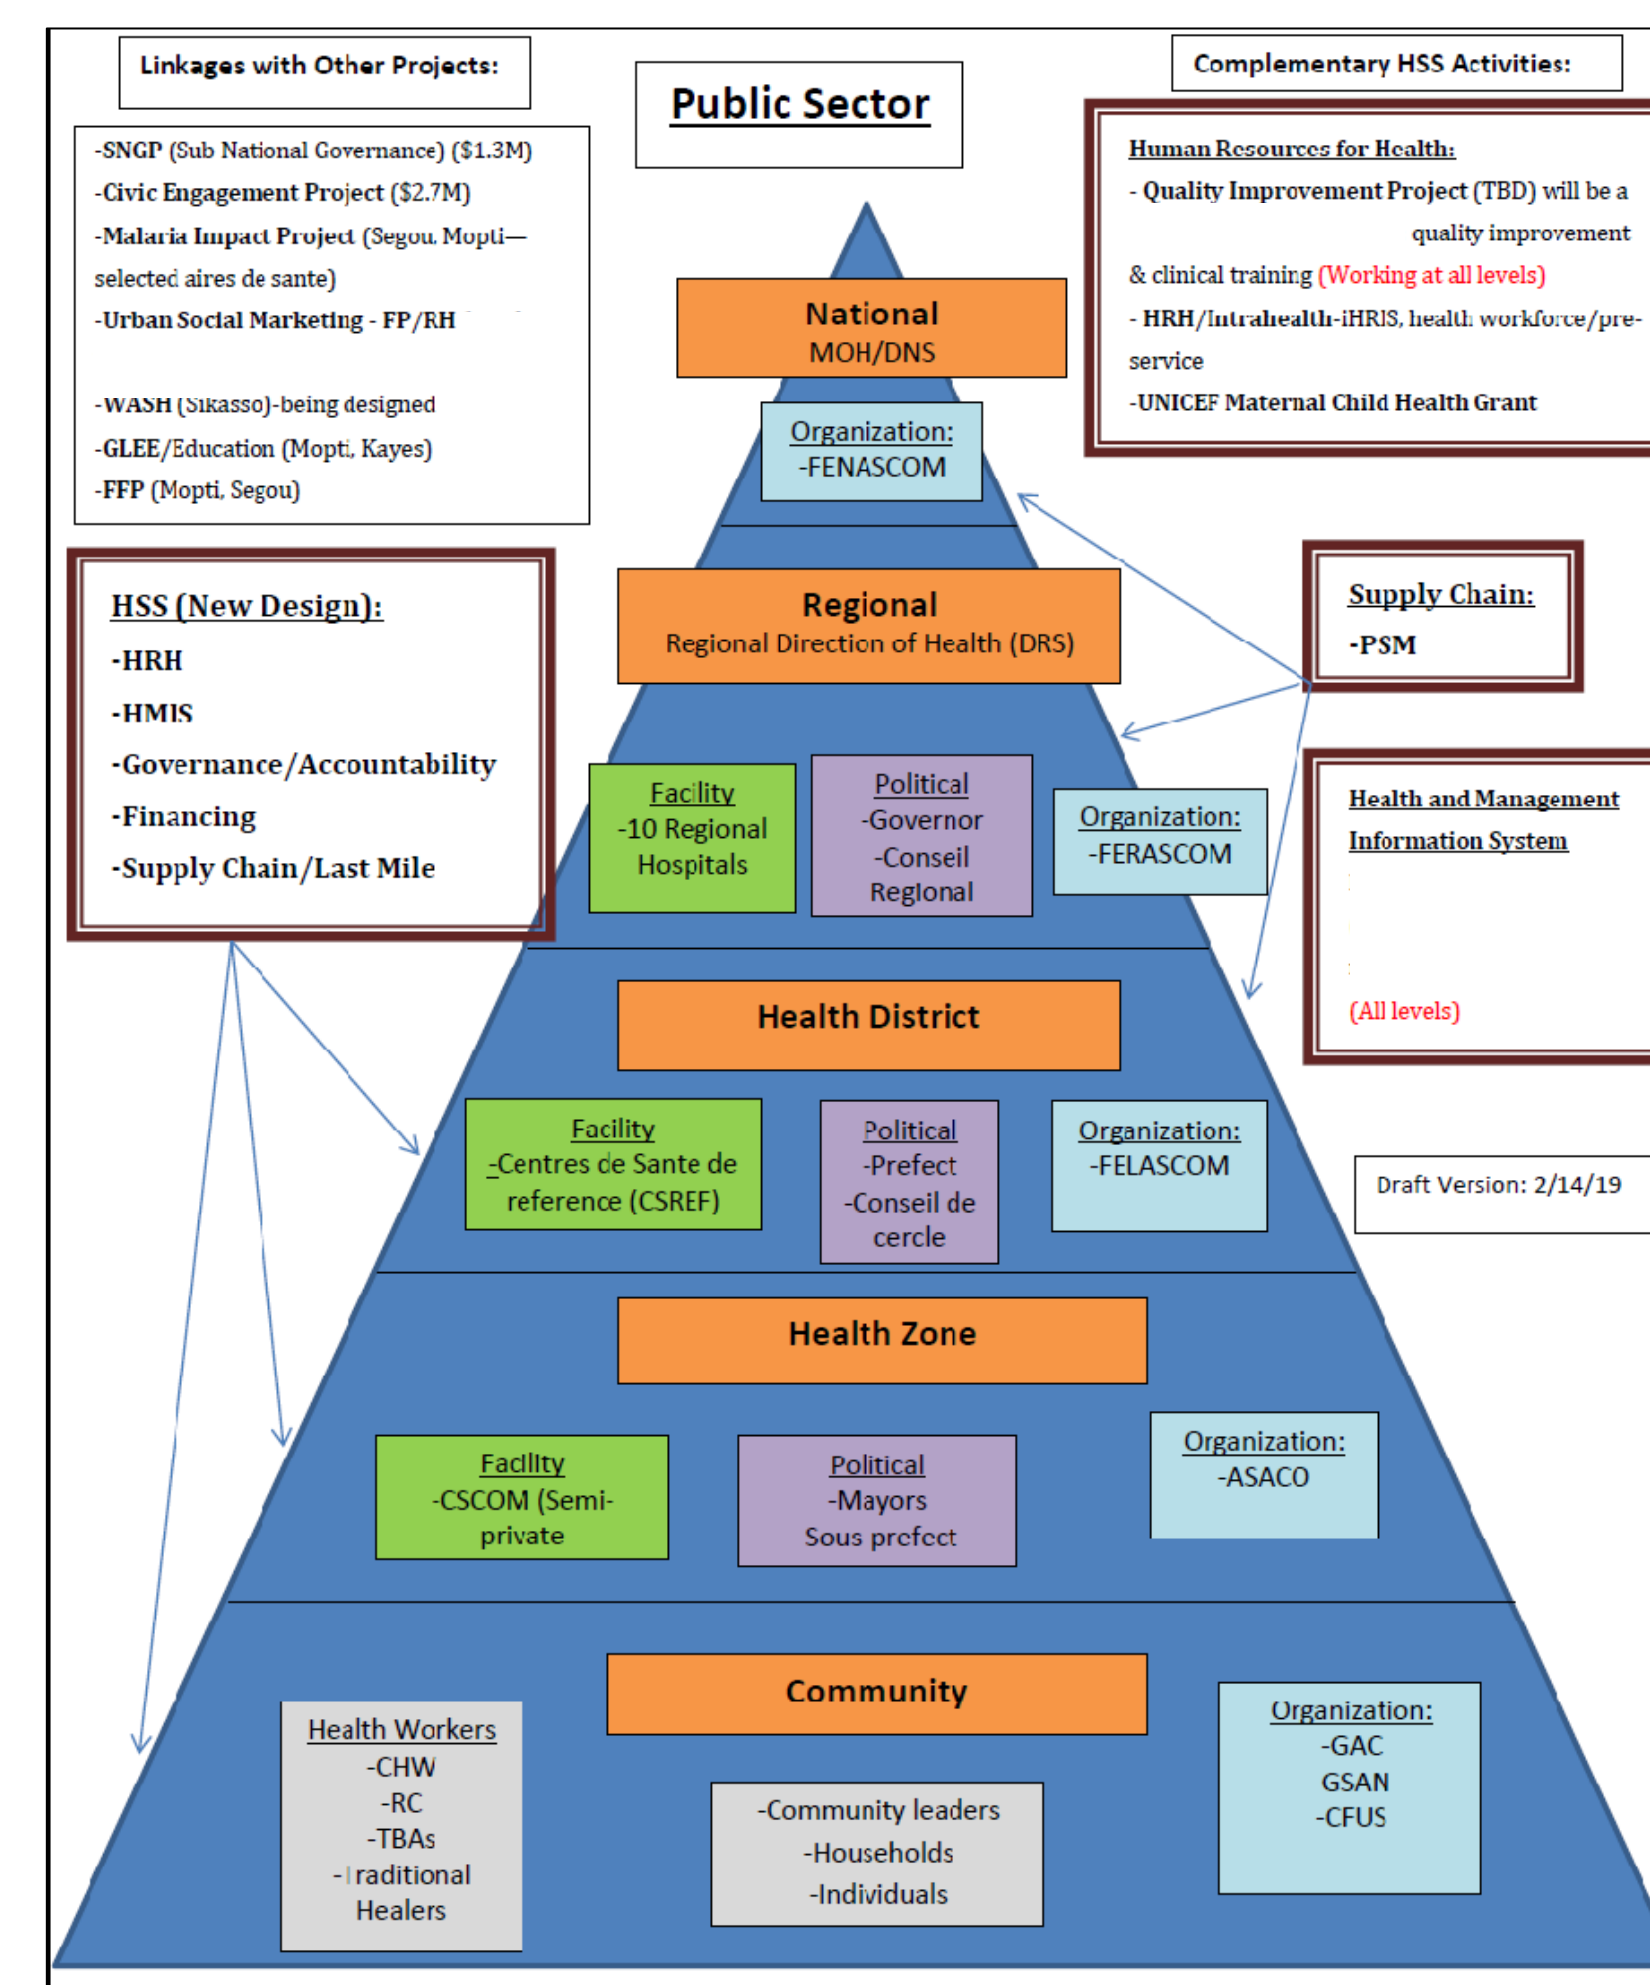 Linkages with Other Projects:
-SNGP (Sub National Governance) ($1.3M)
-Civic Engagement Project ($2.7M)
-Malaria Impact Project (Segou, Mopti—
selected aires de sante)
-Urban Social Marketing - FP/RH
-WASH (Sikasso)-being designed
-GLEE/Education (Mopti, Kayes)
-FFP (Mopti, Segou)
Public Sector
Complementary HSS Activities:
Human Resources for Health:
- Quality Improvement Project (TBD) will be a
quality improvement
& clinical training (Working at all levels)
- HRH/Intrahealth-iHRIS, health workforce/pre-
service
-UNICEF Maternal Child Health Grant
National
MOH/DNS
Organization:
-FENASCOM
HSS (New Design):
-HRH
-HMIS
-Governance/Accountability
-Financing
-Supply Chain/Last Mile
Regional
Regional Direction of Health (DRS)
Supply Chain:
-PSM
Facility
-10 Regional
Hospitals
Political
-Governor
-Conseil
Regional
Organization:
-FERASCOM
Health and Management
Information System
(All levels)
Health District
Facility
-Centres de Sante de
reference (CSREF)
Political
-Prefect
-Conseil de
cercle
Organization:
-FELASCOM
Draft Version: 2/14/19
Health Zone
Facility
-CSCOM (Semi-
private
Political
-Mayors
Sous prefect
Organization:
-ASACO
Community
Health Workers
-CHW
-RC
-TBAs
-Traditional
Healers
-Community leaders
-Households
-Individuals
Organization:
-GAC
GSAN
-CFUS